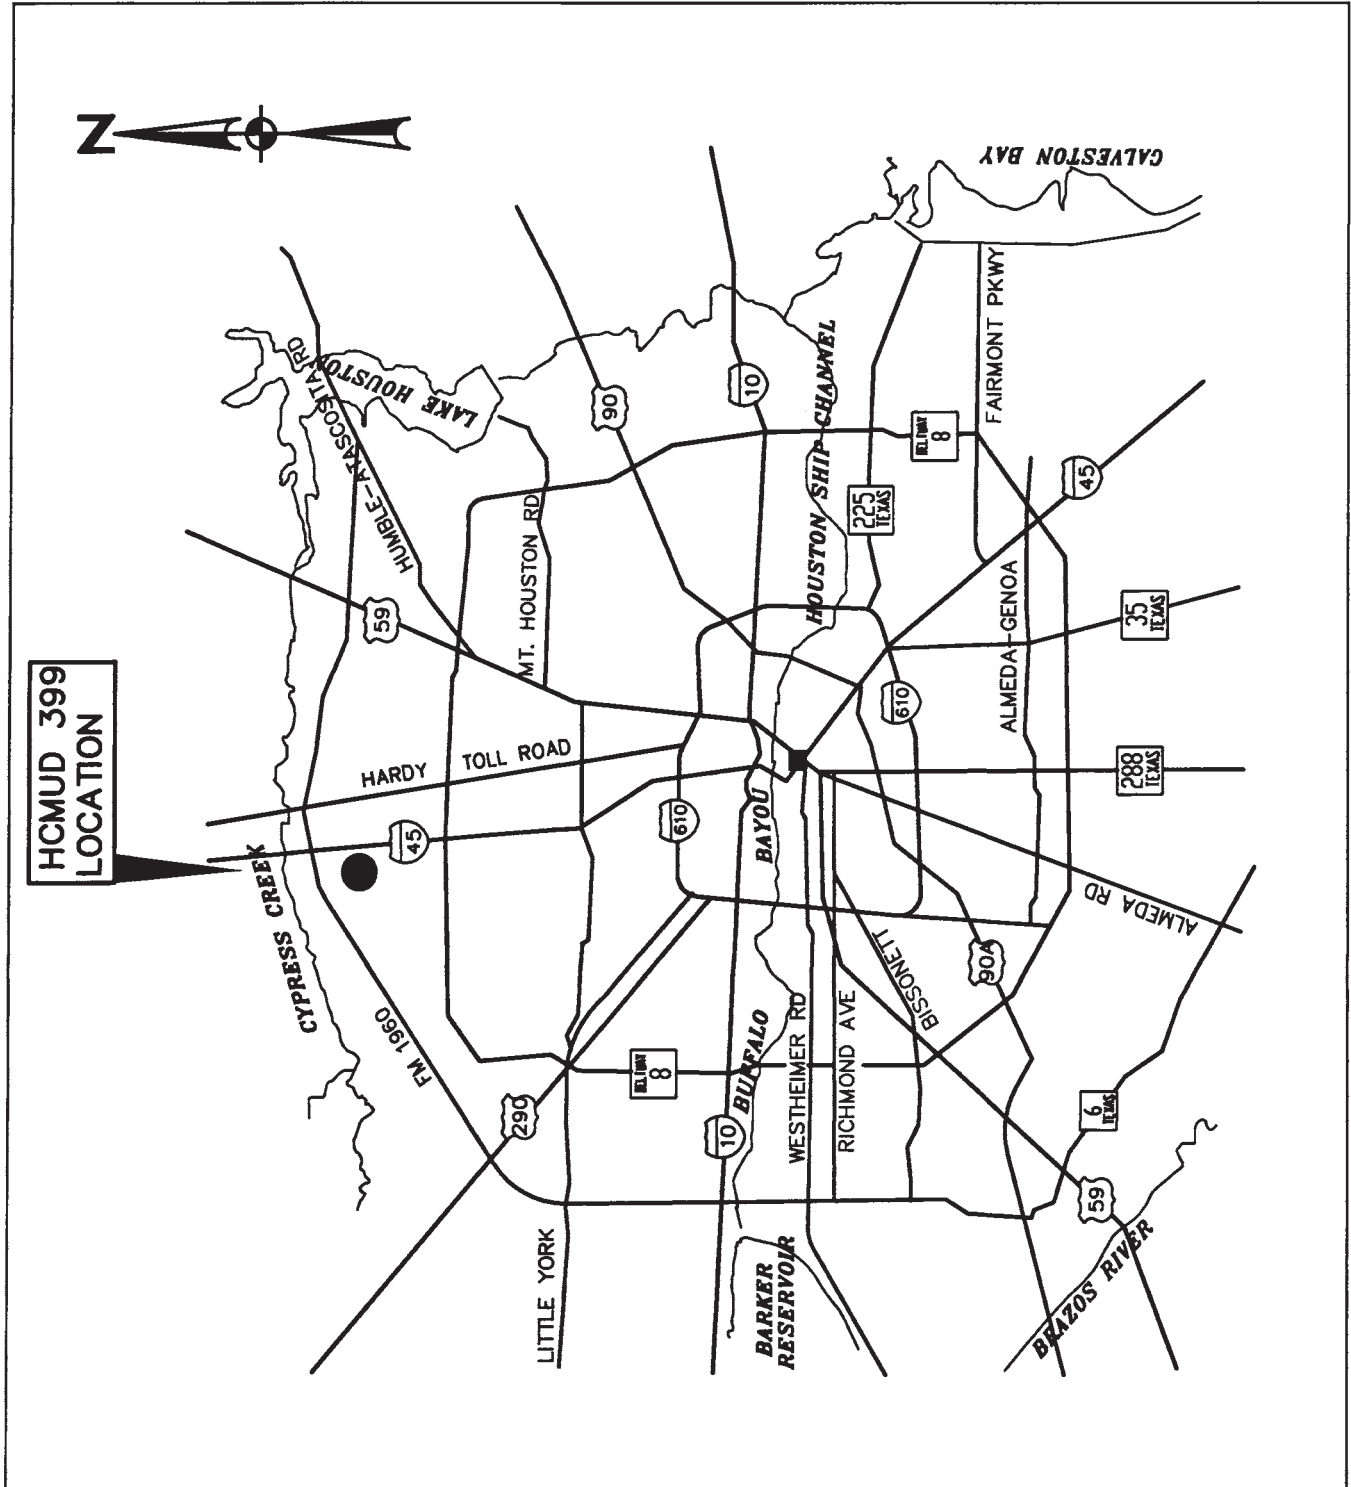 HCMUD 399
LOCATION
N
CYPRESS CREEK
FM 1960
45
HARDY TOLL ROAD
59
HUMBLE-ATASCOSITA RD
LAKE HOUSTON
MT. HOUSTON RD
90
10
HOUSTON SHIP CHANNEL
225
TEXAS
BELTWAY
8
FAIRMONT PKWY
GALVESTON BAY
45
ALMEDA-GENOA
35
TEXAS
610
288
TEXAS
610
BAYOU
ALMEDA RD
BISSONETT
90A
290
BELTWAY
8
BUFFALO
10
WESTHEIMER RD
RICHMOND AVE
6
TEXAS
59
LITTLE YORK
BARKER
RESERVOIR
BRAZOS RIVER